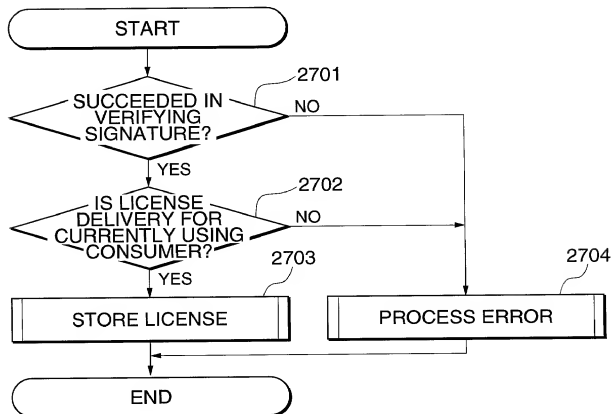 START
2701
SUCCEEDED IN
VERIFYING
SIGNATURE?
NO
YES
2702
IS LICENSE
DELIVERY FOR
CURRENTLY USING
CONSUMER?
NO
YES
2703
STORE LICENSE
2704
PROCESS ERROR
END